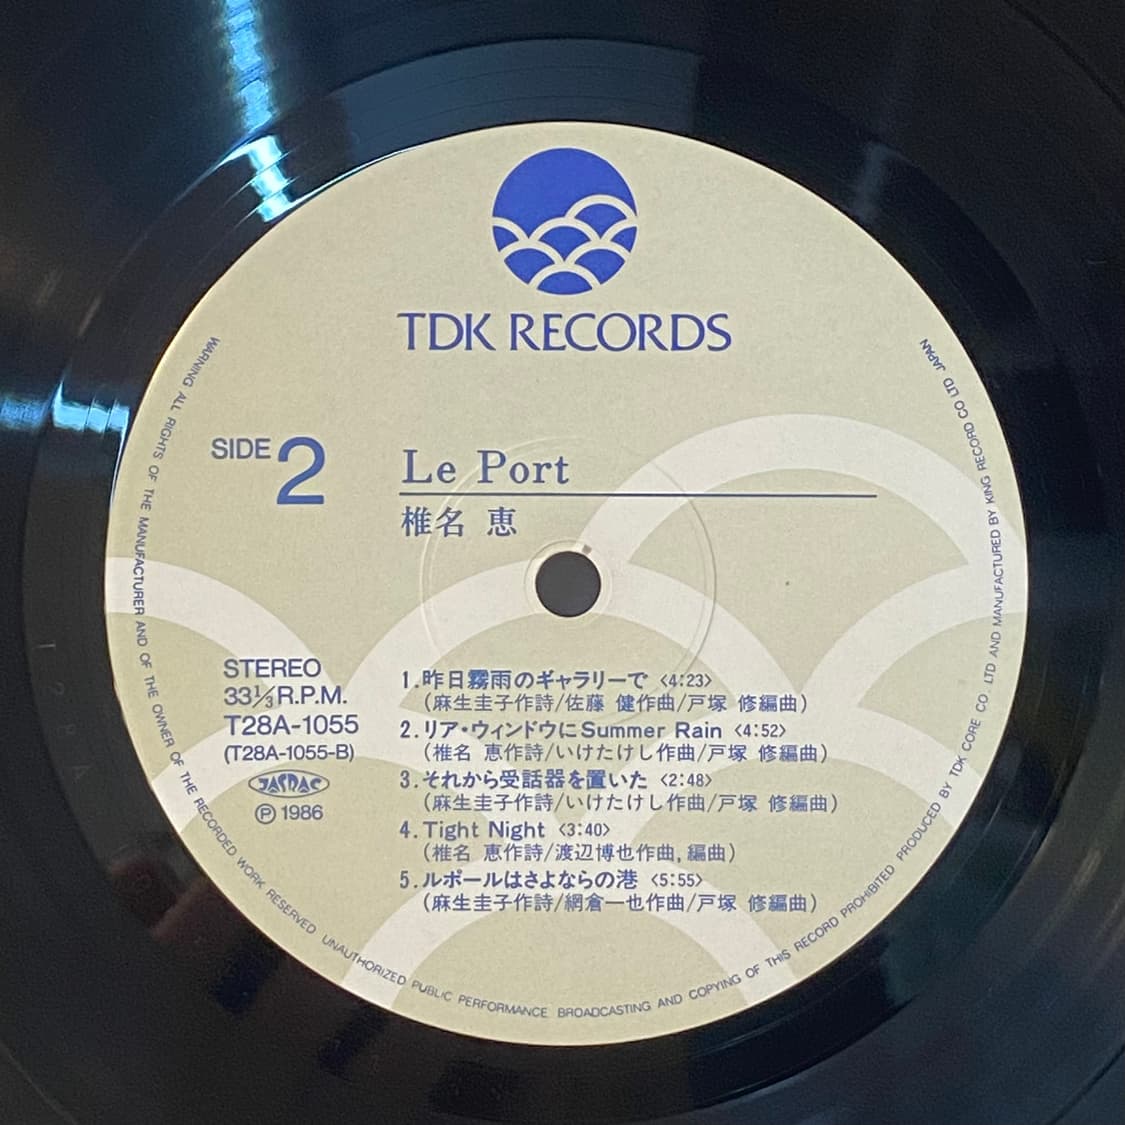 TDK RECORDS
SIDE 2
Le Port
椎名 恵
STEREO
33⅓ R.P.M.
T28A-1055
(T28A-1055-B)
JASRAC
Ⓟ 1986
1.昨日霧雨のギャラリーで <4:23>
(麻生圭子作詩/佐藤 健作曲/戸塚 修編曲)
2.リア・ウィンドウにSummer Rain <4:52>
(椎名 恵作詩/いけたけし作曲/戸塚 修編曲)
3.それから受話器を置いた <2:48>
(麻生圭子作詩/いけたけし作曲/戸塚 修編曲)
4.Tight Night <3:40>
(椎名 恵作詩/渡辺博也作曲,編曲)
5.ルポールはさよならの港 <5:55>
(麻生圭子作詩/網倉一也作曲/戸塚 修編曲)
WARNING ALL RIGHTS OF THE MANUFACTURER AND OF THE OWNER OF THE RECORDED WORK RESERVED UNAUTHORIZED PUBLIC PERFORMANCE BROADCASTING AND COPYING OF THIS RECORD PROHIBITED PRODUCED BY TDK CORE CO LTD AND MANUFACTURED BY KING RECORD CO LTD JAPAN